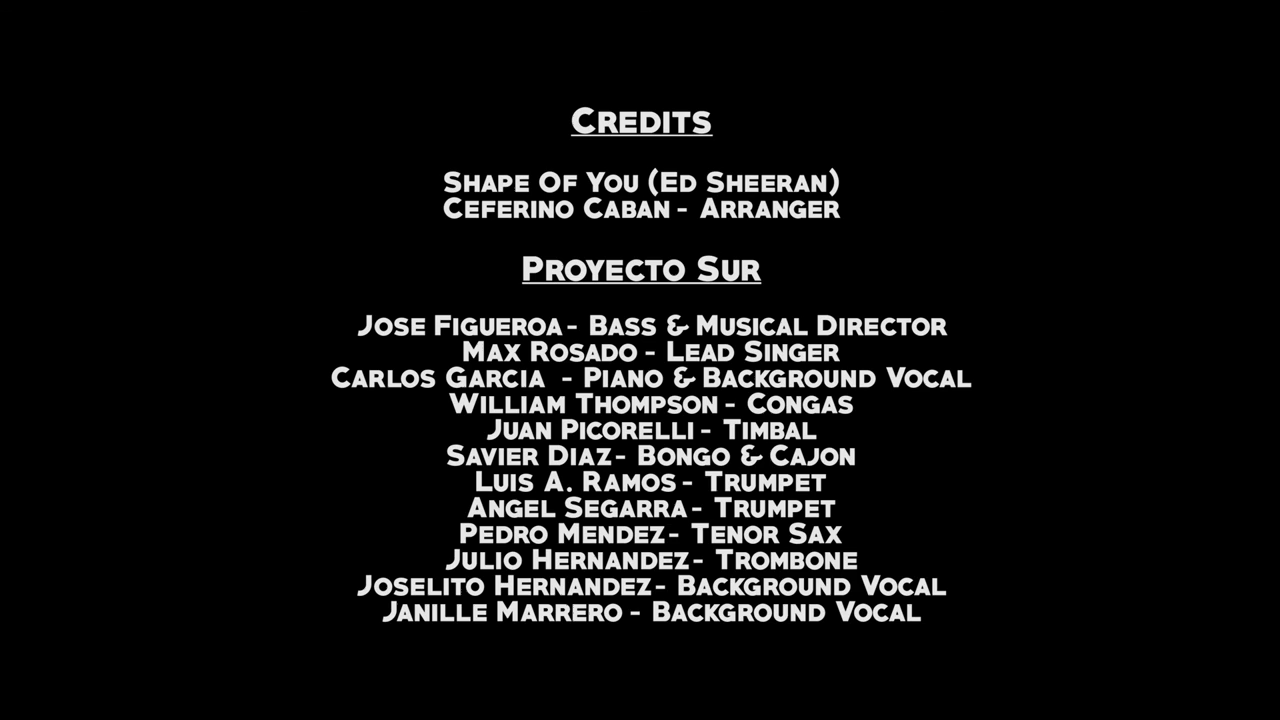 Credits
Shape Of You (Ed Sheeran)
Ceferino Caban - Arranger
Proyecto Sur
Jose Figueroa - Bass & Musical Director
Max Rosado - Lead Singer
Carlos Garcia - Piano & Background Vocal
William Thompson - Congas
Juan Picorelli - Timbal
Savier Diaz - Bongo & Cajon
Luis A. Ramos - Trumpet
Angel Segarra - Trumpet
Pedro Mendez - Tenor Sax
Julio Hernandez - Trombone
Joselito Hernandez - Background Vocal
Janille Marrero - Background Vocal